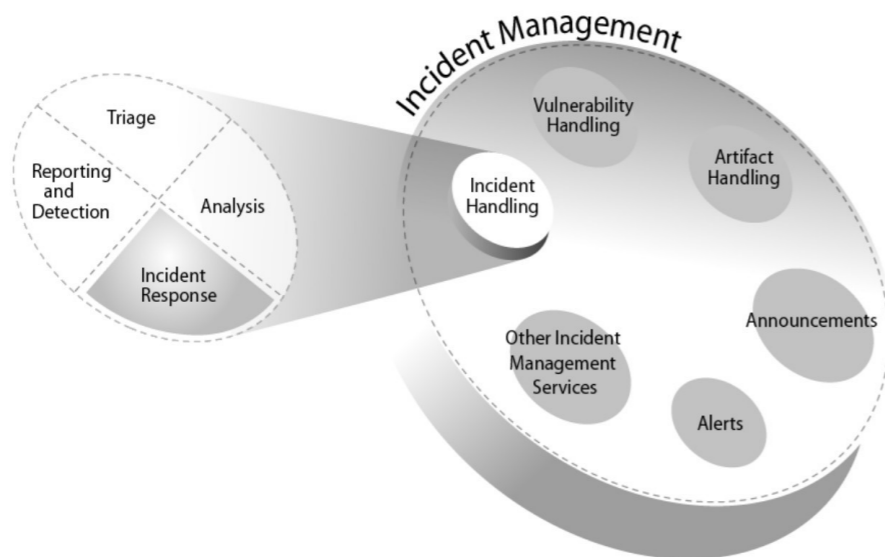 Incident Management
Triage
Reporting
and
Detection
Analysis
Incident
Response
Incident
Handling
Vulnerability
Handling
Artifact
Handling
Announcements
Other Incident
Management
Services
Alerts